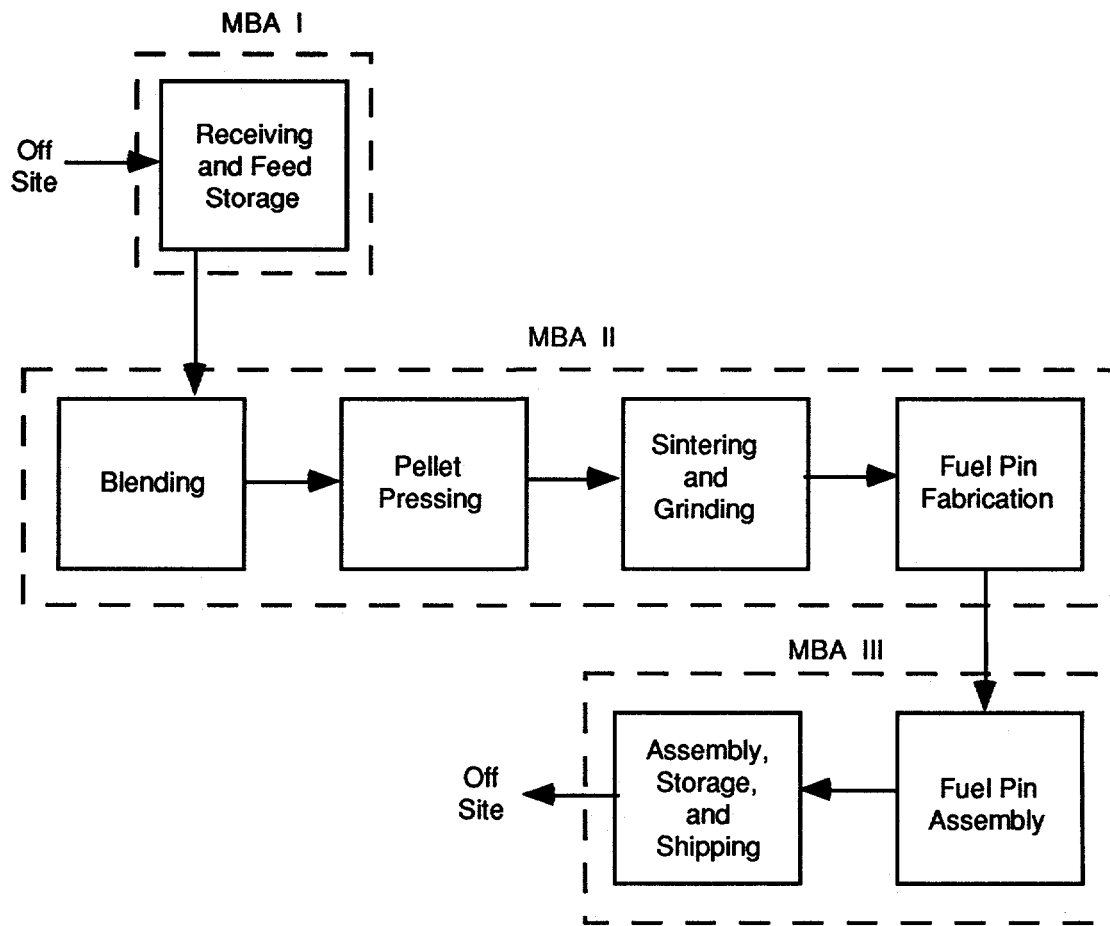 MBA I
Receiving
and Feed
Storage
Off
Site
MBA II
Blending
Pellet
Pressing
Sintering
and
Grinding
Fuel Pin
Fabrication
MBA III
Fuel Pin
Assembly
Assembly,
Storage,
and
Shipping
Off
Site